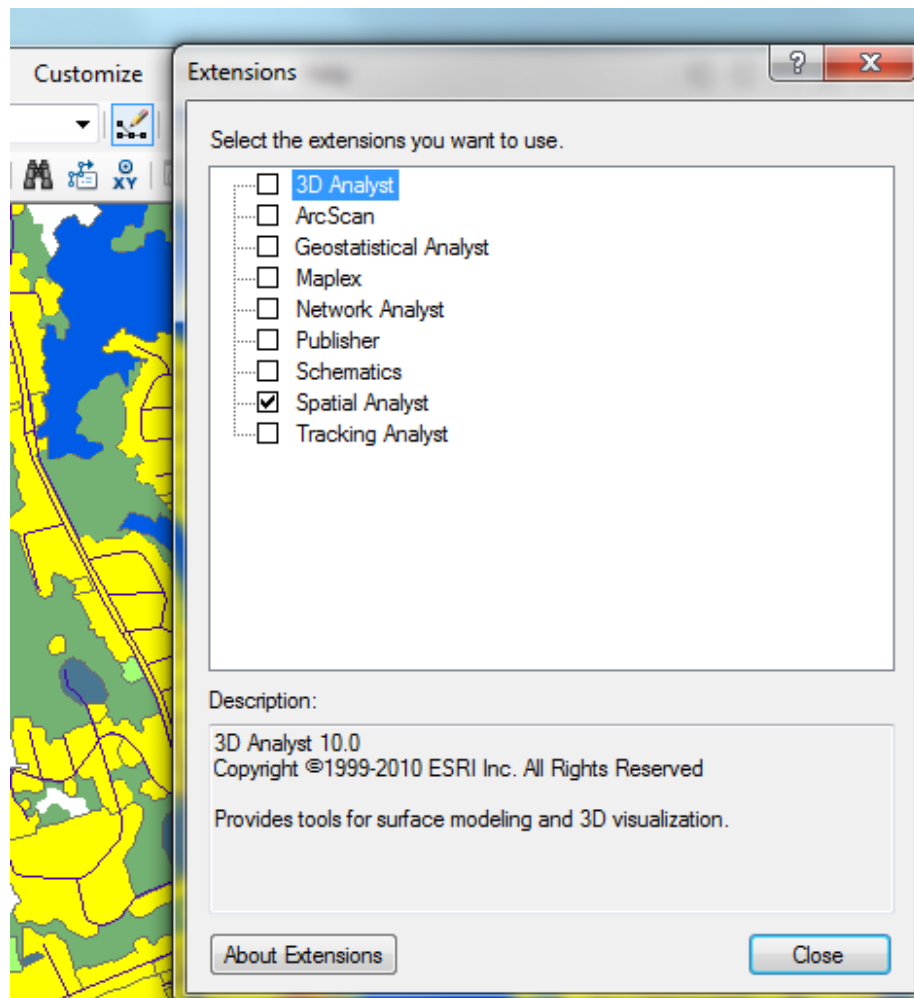 Customize
Extensions
Select the extensions you want to use.
3D Analyst
ArcScan
Geostatistical Analyst
Maplex
Network Analyst
Publisher
Schematics
Spatial Analyst
Tracking Analyst
XY
Description:
3D Analyst 10.0
Copyright ©1999-2010 ESRI Inc. All Rights Reserved
Provides tools for surface modeling and 3D visualization.
About Extensions
Close